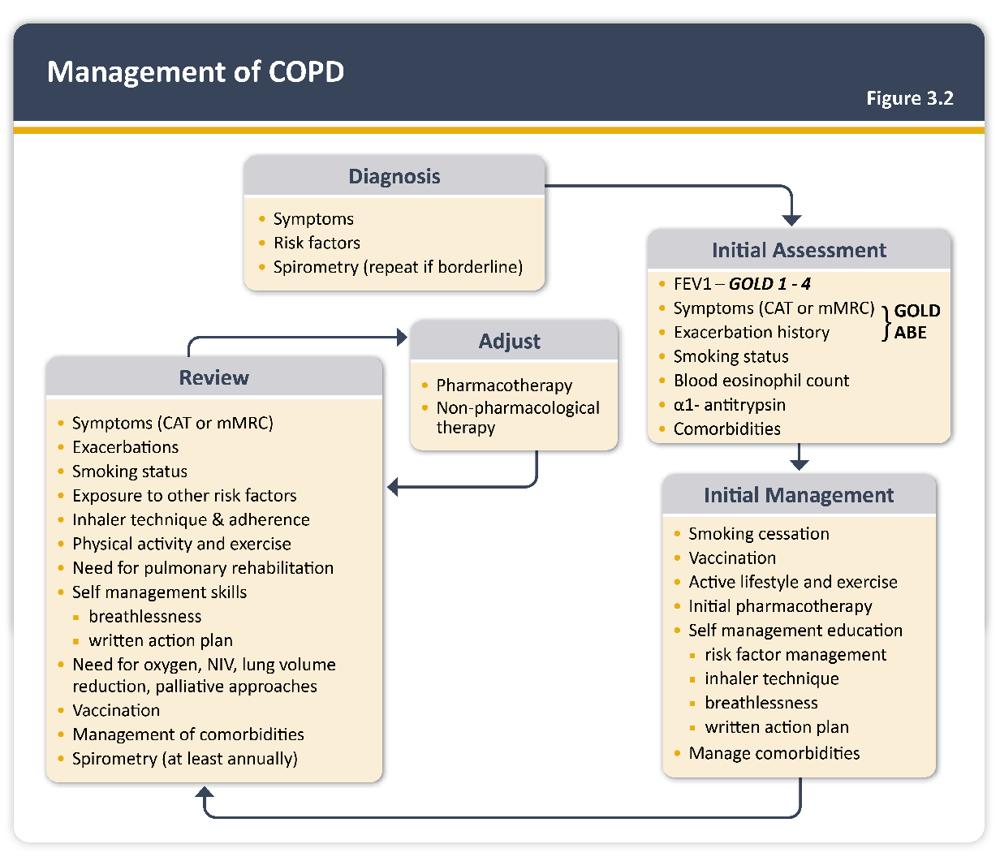 Management of COPD
Figure 3.2
Diagnosis
• Symptoms
• Risk factors
• Spirometry (repeat if borderline)
Initial Assessment
• FEV1 – GOLD 1 - 4
• Symptoms (CAT or mMRC)
• Exacerbation history
} GOLD
ABE
• Smoking status
• Blood eosinophil count
• α1- antitrypsin
• Comorbidities
Initial Management
• Smoking cessation
• Vaccination
• Active lifestyle and exercise
• Initial pharmacotherapy
• Self management education
▪ risk factor management
▪ inhaler technique
▪ breathlessness
▪ written action plan
• Manage comorbidities
Review
• Symptoms (CAT or mMRC)
• Exacerbations
• Smoking status
• Exposure to other risk factors
• Inhaler technique & adherence
• Physical activity and exercise
• Need for pulmonary rehabilitation
• Self management skills
▪ breathlessness
▪ written action plan
• Need for oxygen, NIV, lung volume
reduction, palliative approaches
• Vaccination
• Management of comorbidities
• Spirometry (at least annually)
Adjust
• Pharmacotherapy
• Non-pharmacological
therapy